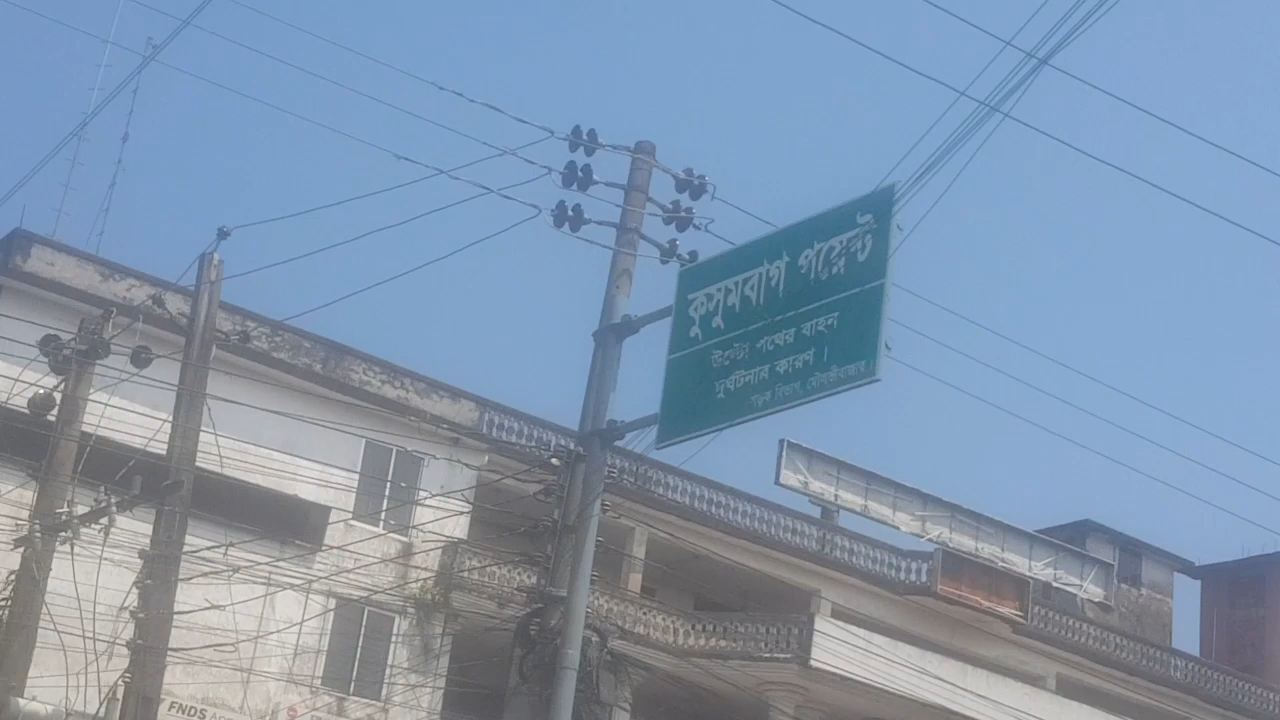 কুসুমবাগ পয়েন্ট
উল্টো পথের বাহন
দুর্ঘটনার কারণ।
সড়ক বিভাগ, মৌলভীবাজার।
FNDS